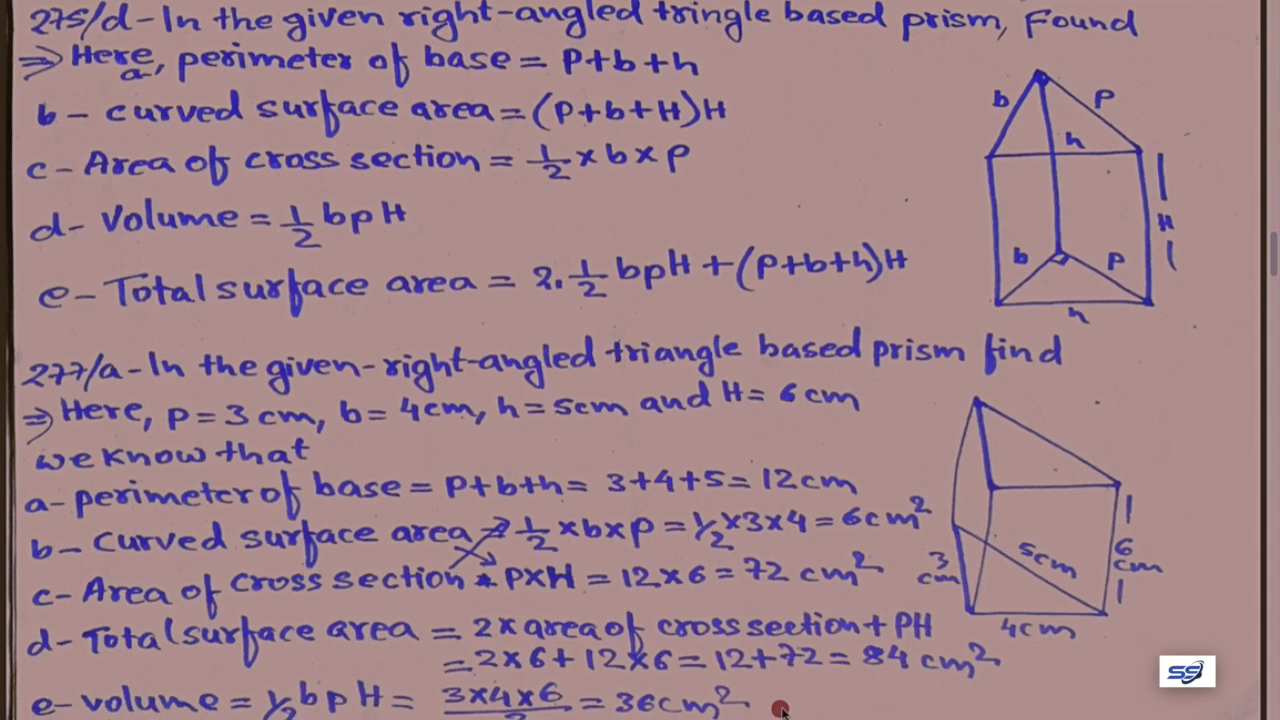 275/d- In the given right-angled tringle based prism, Found
⇒ Here, perimeter of base = P+b+h
a-
b - curved surface area = (P+b+H)H
c - Area of cross section = 1/2 × b × p
d- Volume = 1/2 bpH
e - Total surface area = 2. 1/2 bpH + (P+b+h)H
b
P
h
H
b
P
h
277/a- In the given-right-angled triangle based prism find
⇒ Here, p = 3 cm, b = 4cm, h = 5cm and H = 6 cm
we know that
a- perimeter of base = P+b+h = 3+4+5 = 12cm
b- Curved surface area = 1/2 × b × p = 1/2 × 3 × 4 = 6cm²
c- Area of cross section = P×H = 12×6 = 72 cm²
d- Total surface area = 2× area of cross section + PH
= 2×6 + 12×6 = 12+72 = 84 cm²
e- volume = 1/2 bpH = 3×4×6/2 = 36cm²
3 cm
5cm
6 cm
4cm
SS